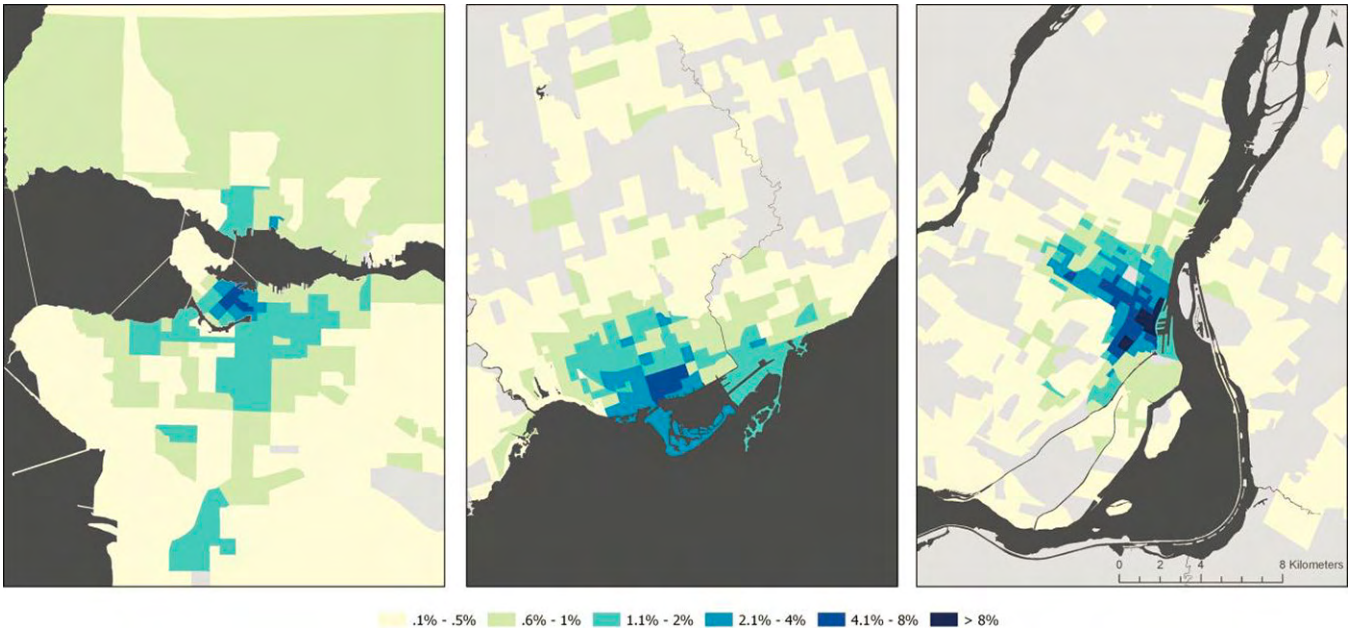 N
0 2 4 8 Kilometers
.1% - .5% .6% - 1% 1.1% - 2% 2.1% - 4% 4.1% - 8% > 8%